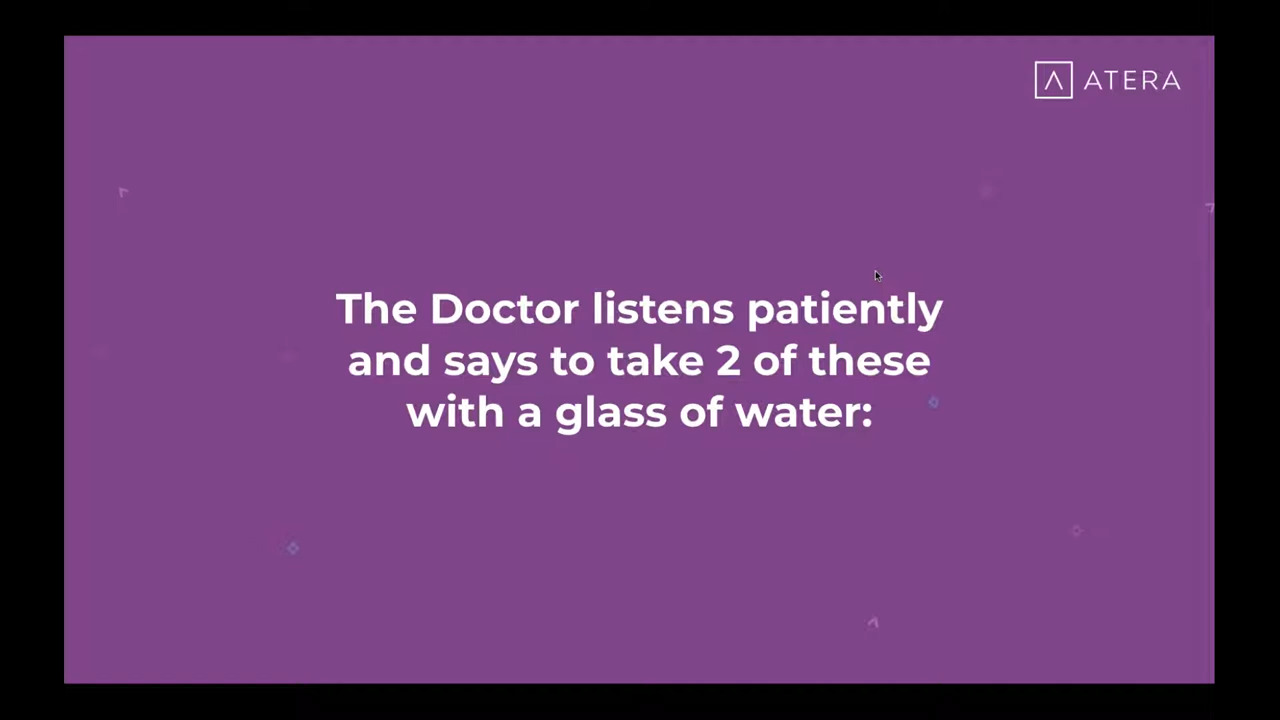 ATERA
The Doctor listens patiently
and says to take 2 of these
with a glass of water: